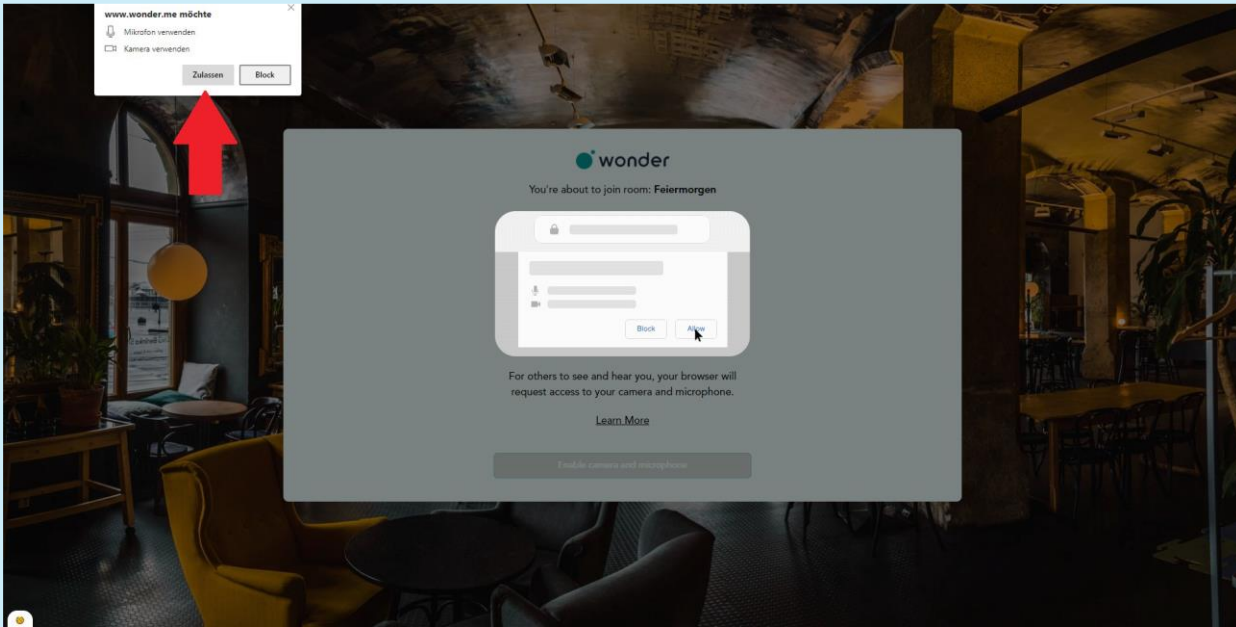 www.wonder.me möchte
Mikrofon verwenden
Kamera verwenden
Zulassen Block
wonder
You're about to join room: Feiermorgen
Block Allow
For others to see and hear you, your browser will
request access to your camera and microphone.
Learn More
Enable camera and microphone